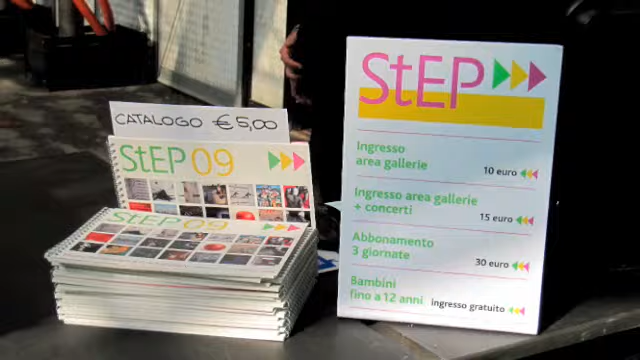 CATALOGO €5,00
StEP 09
StEP 09
StEP
Ingresso
area gallerie
10 euro
Ingresso area gallerie
+ concerti
15 euro
Abbonamento
3 giornate
30 euro
Bambini
fino a 12 anni ingresso gratuito